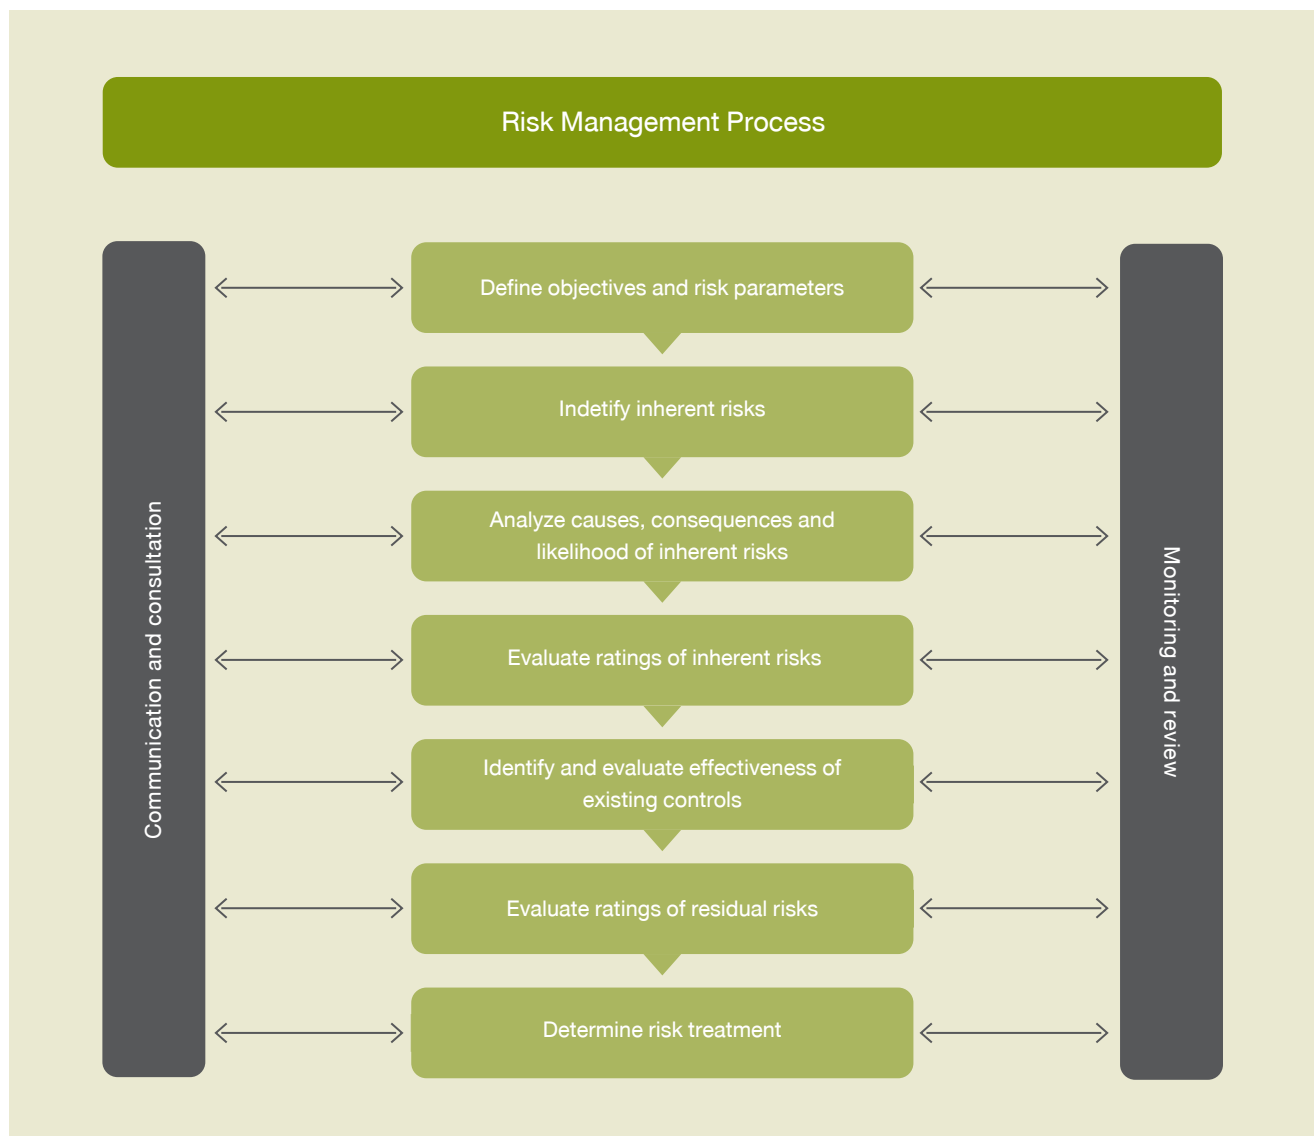 Risk Management Process
Communication and consultation
Define objectives and risk parameters
Indetify inherent risks
Analyze causes, consequences and
likelihood of inherent risks
Evaluate ratings of inherent risks
Identify and evaluate effectiveness of
existing controls
Evaluate ratings of residual risks
Determine risk treatment
Monitoring and review